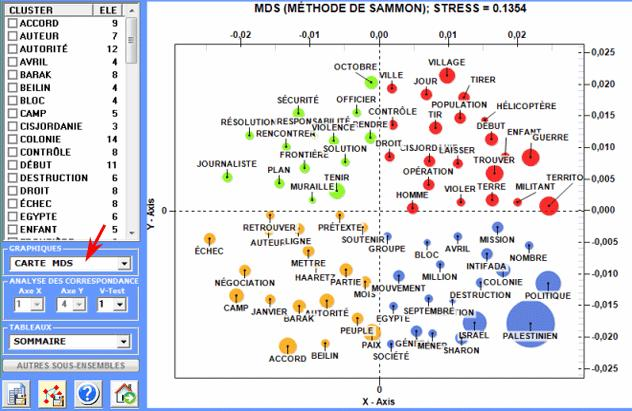 MDS (MÉTHODE DE SAMMON); STRESS = 0.1354
CLUSTER ELE
ACCORD 9
AUTEUR 7
AUTORITÉ 12
AVRIL 4
BARAK 8
BEILIN 4
BLOC 4
CAMP 5
CISJORDANIE 3
COLONIE 14
CONTRÔLE 8
DÉBUT 11
DESTRUCTION 6
DROIT 8
ÉCHEC 8
EGYPTE 6
ENFANT 5
GRAPHIQUES
CARTE MDS
ANALYSE DES CORRESPONDANCE
Axe X Axe Y V-Test
1 4 1
TABLEAUX
SOMMAIRE
AUTRES SOUS-ENSEMBLES
-0,02 -0,01 0,00 0,01 0,02
0,025
0,020
0,015
0,010
0,005
0,000
-0,005
-0,010
-0,015
-0,020
-0,025
Y - Axis
0
OCTOBRE VILLE VILLAGE
JOUR TIRER
SÉCURITÉ OFFICIER CONTRÔLE POPULATION HÉLICOPTÈRE
RÉSOLUTION RESPONSABILITÉ VIOLENCE RENDRE TIR DÉBUT ENFANT
RENCONTRER SOLUTION DROIT GUERRE
FRONTIÈRE CISJORDANIE LAISSER TROUVER
JOURNALISTE PLAN TENIR OPÉRATION
MURAILLE HOMME VIOLER TERRE MILITANT TERRITO
RETROUVER PRÉTEXTE MISSION
ÉCHEC AUTEUR LIGNE SOUTENIR GROUPE AVRIL NOMBRE
METTRE BLOC INTIFADA
NÉGOCIATION HAARETZ PARTIE MOUVEMENT MILLION COLONIE
CAMP MOIS DESTRUCTION POLITIQUE
JANVIER AUTORITÉ EGYPTE SEPTEMBRE
BARAK PEUPLE ISRAEL PALESTINIEN
ACCORD BEILIN PAIX SOCIÉTÉ SHARON
0,00
X - Axis